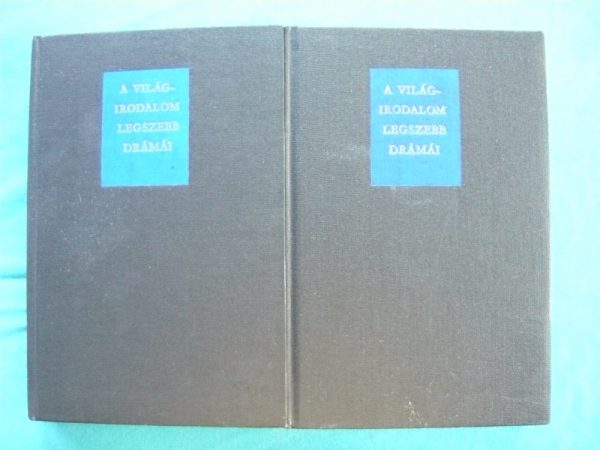 A VILÁG-
IRODALOM
LEGSZEBB
DRÁMÁI
A VILÁG-
IRODALOM
LEGSZEBB
DRÁMÁI